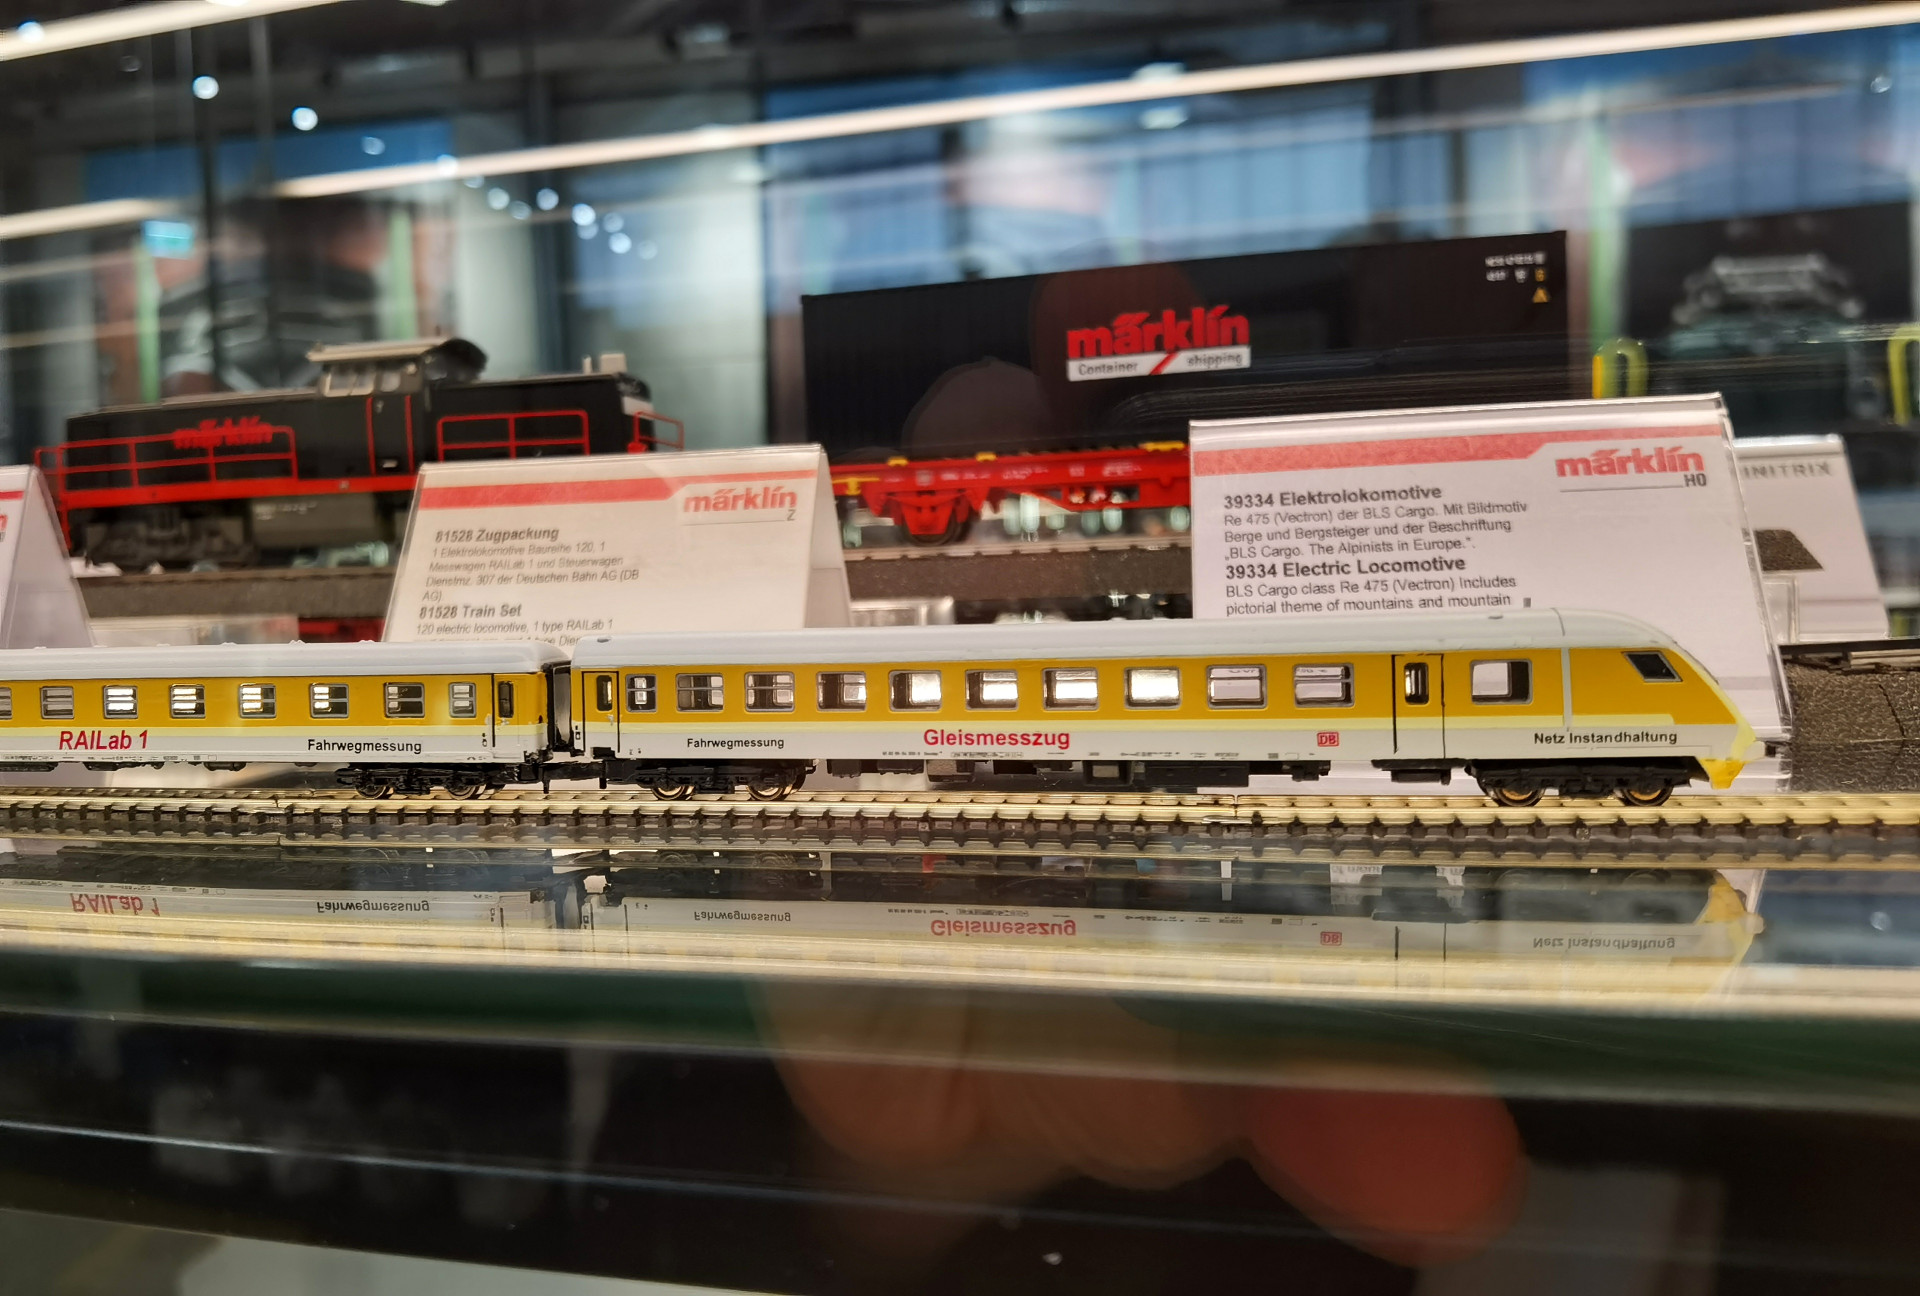 märklin
märklin
Container shipping
märklin
Z
81528 Zugpackung
1 Elektrolokomotive Baureihe 120, 1
Messwagen RAILab 1 und Steuerwagen
Dienstmz. 307 der Deutschen Bahn AG (DB
AG).
81528 Train Set
120 electric locomotive, 1 type RAILab 1
märklin
H0
39334 Elektrolokomotive
Re 475 (Vectron) der BLS Cargo. Mit Bildmotiv
Berge und Bergsteiger und der Beschriftung
„BLS Cargo. The Alpinists in Europe.".
39334 Electric Locomotive
BLS Cargo class Re 475 (Vectron) Includes
pictorial theme of mountains and mountain
INITRIX
RAILab 1
Fahrwegmessung
Fahrwegmessung
Gleismesszug
DB
Netz Instandhaltung